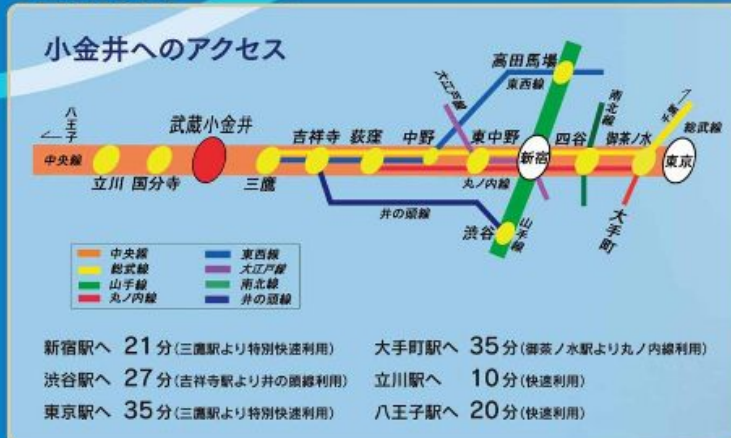 小金井へのアクセス
高田馬場
東西線
大江戸線
南北線
千葉
総武線
八王子
武蔵小金井
吉祥寺
荻窪
中野
東中野
新宿
四谷
御茶ノ水
東京
中央線
立川
国分寺
三鷹
丸ノ内線
井の頭線
渋谷
山手線
大手町
中央線
総武線
山手線
丸ノ内線
東西線
大江戸線
南北線
井の頭線
新宿駅へ 21分(三鷹駅より特別快速利用)
渋谷駅へ 27分(吉祥寺駅より井の頭線利用)
東京駅へ 35分(三鷹駅より特別快速利用)
大手町駅へ 35分(御茶ノ水駅より丸ノ内線利用)
立川駅へ 10分(快速利用)
八王子駅へ 20分(快速利用)